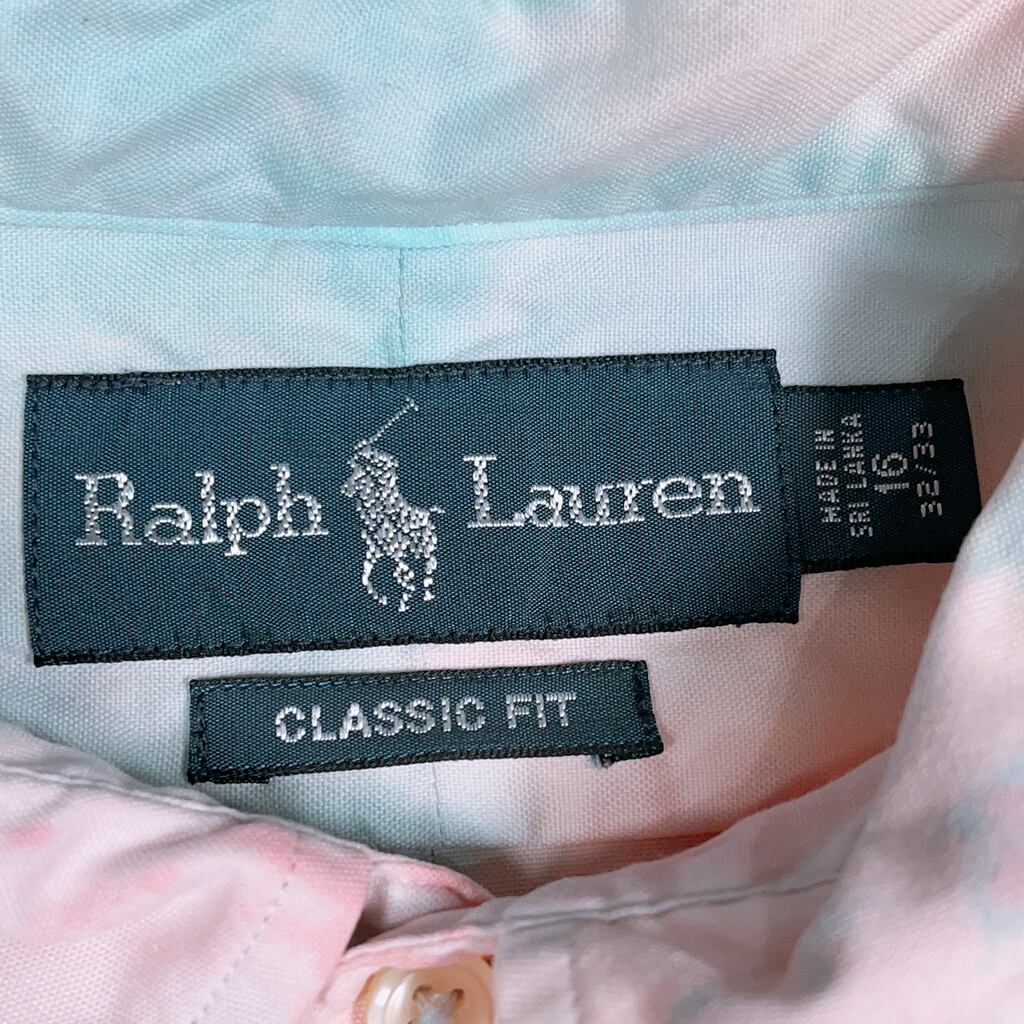 Ralph Lauren
MADE IN
SRI LANKA
16
32/33
CLASSIC FIT